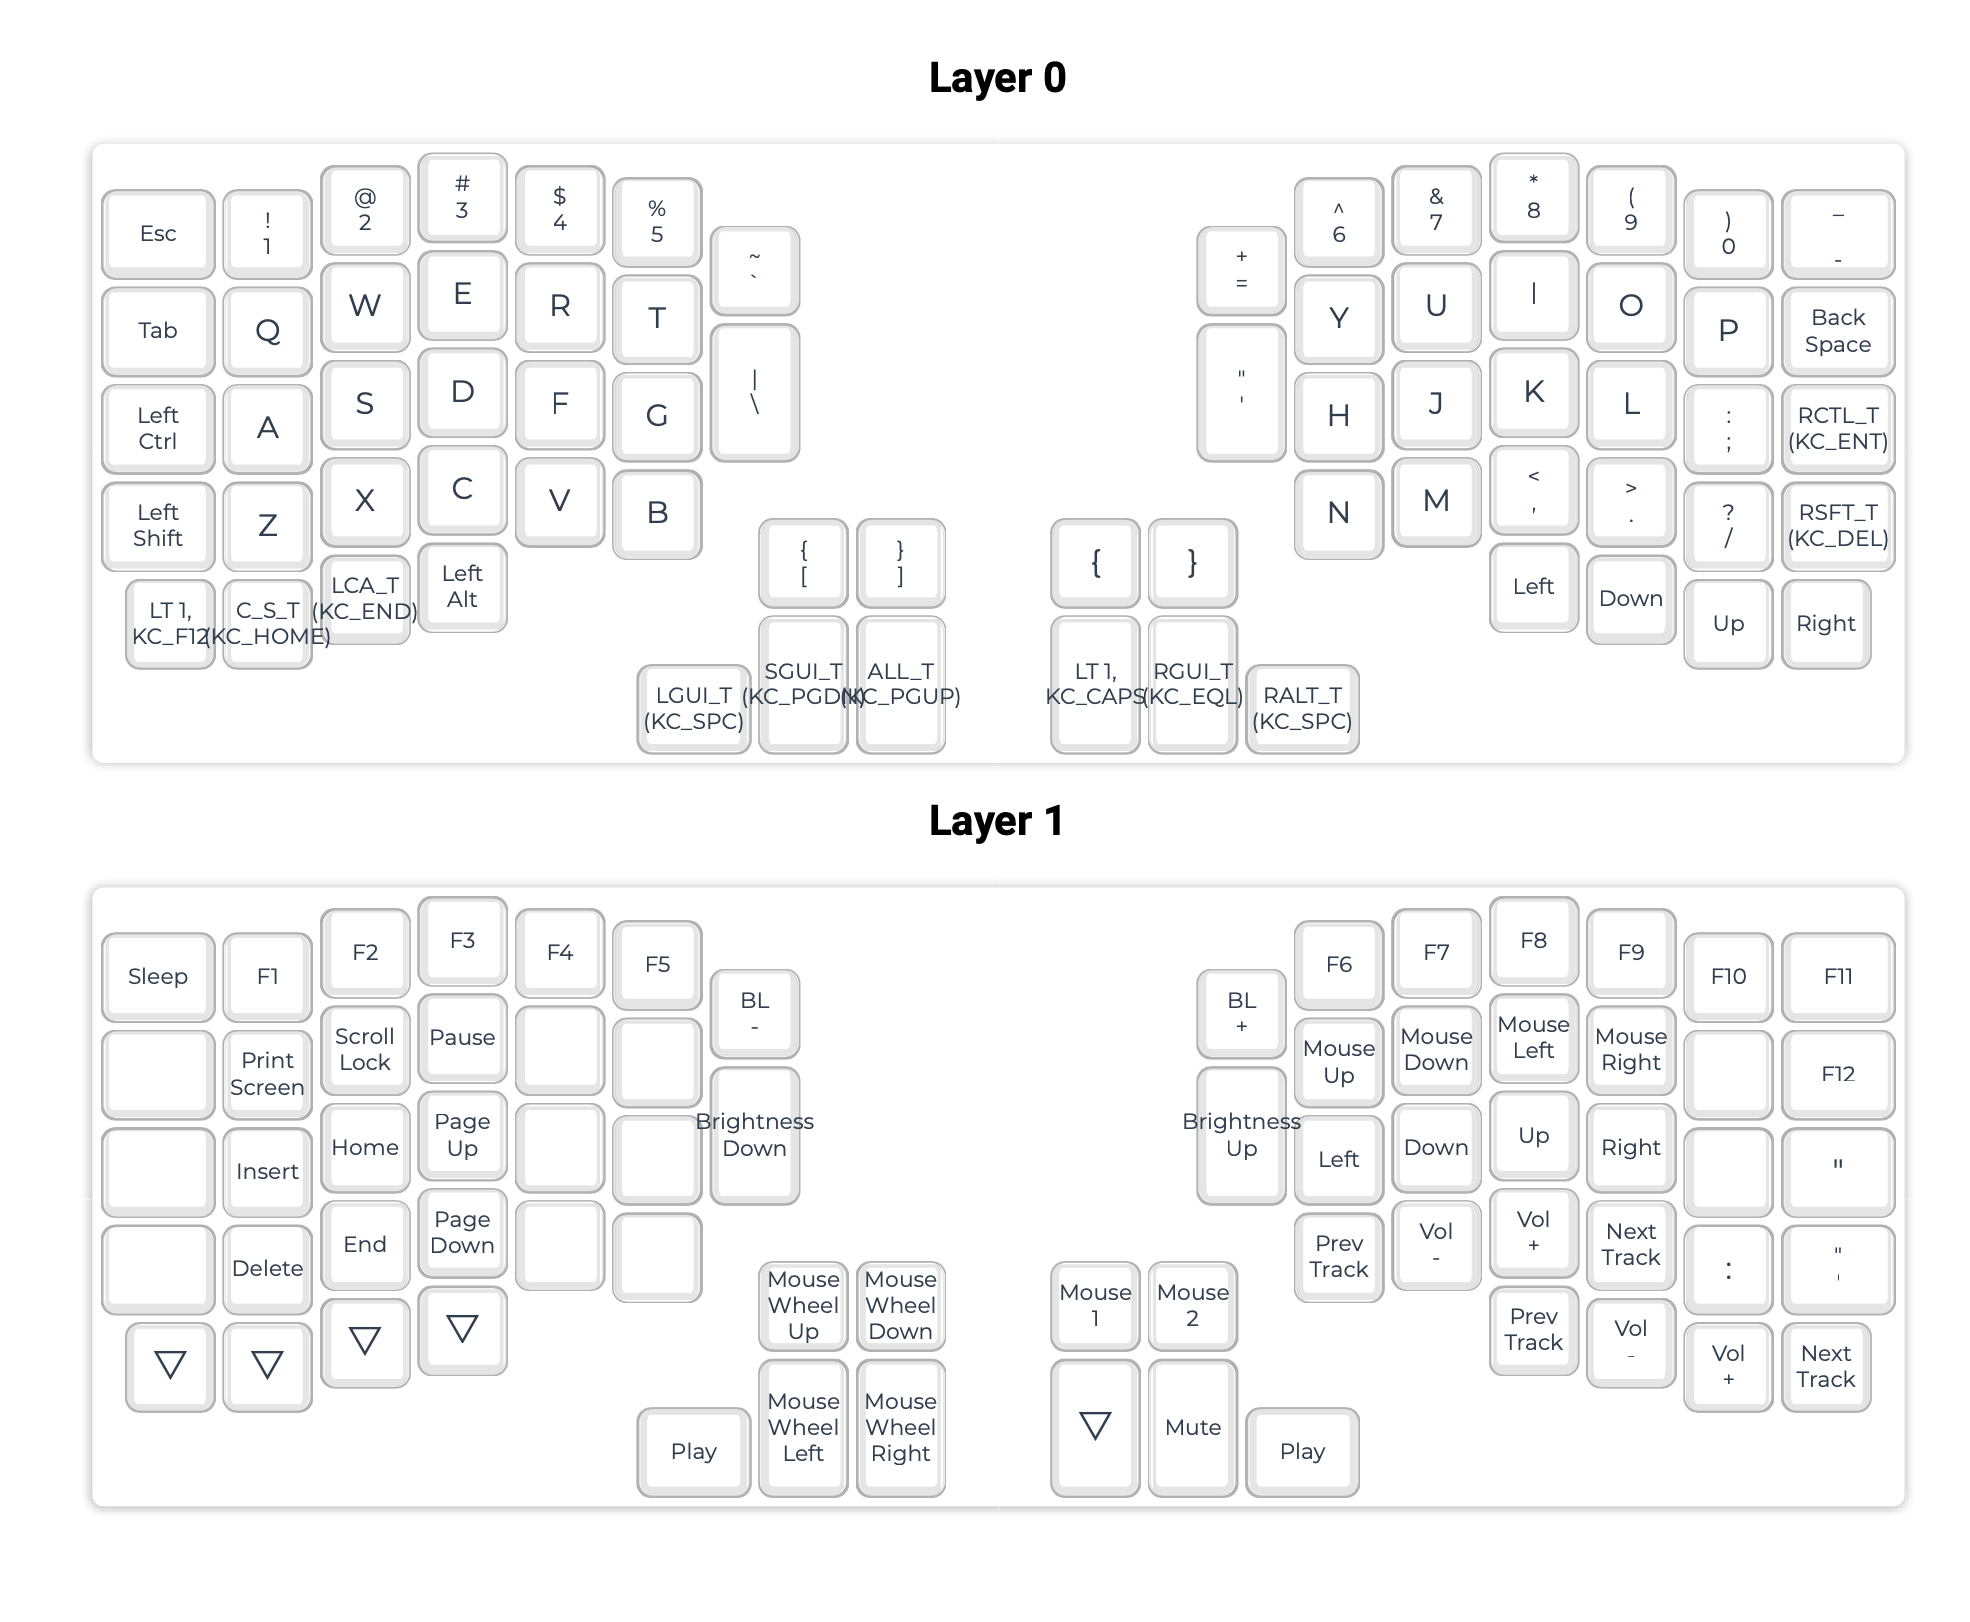 Layer 0
Esc
!
1
@
2
#
3
$
4
%
5
~
`
+
=
^
6
&
7
*
8
(
9
)
0
_
-
Tab
Q
W
E
R
T
|
\
"
'
Y
U
I
O
P
Back
Space
Left
Ctrl
A
S
D
F
G
H
J
K
L
:
;
RCTL_T
(KC_ENT)
Left
Shift
Z
X
C
V
B
N
M
<
,
>
.
?
/
RSFT_T
(KC_DEL)
LT 1,
KC_F12
C_S_T
(KC_HOME)
LCA_T
(KC_END)
Left
Alt
{
[
}
]
{
}
Left
Down
Up
Right
LGUI_T
(KC_SPC)
SGUI_T
(KC_PGDN)
ALL_T
(KC_PGUP)
LT 1,
KC_CAPS
RGUI_T
(KC_EQL)
RALT_T
(KC_SPC)
Layer 1
Sleep
F1
F2
F3
F4
F5
BL
-
BL
+
F6
F7
F8
F9
F10
F11
Print
Screen
Scroll
Lock
Pause
Brightness
Down
Brightness
Up
Mouse
Up
Mouse
Down
Mouse
Left
Mouse
Right
F12
Insert
Home
Page
Up
Left
Down
Up
Right
"
Delete
End
Page
Down
Prev
Track
Vol
-
Vol
+
Next
Track
:
"
'
▽
▽
▽
▽
Mouse
Wheel
Up
Mouse
Wheel
Down
Mouse
1
Mouse
2
Prev
Track
Vol
-
Vol
+
Next
Track
Play
Mouse
Wheel
Left
Mouse
Wheel
Right
▽
Mute
Play